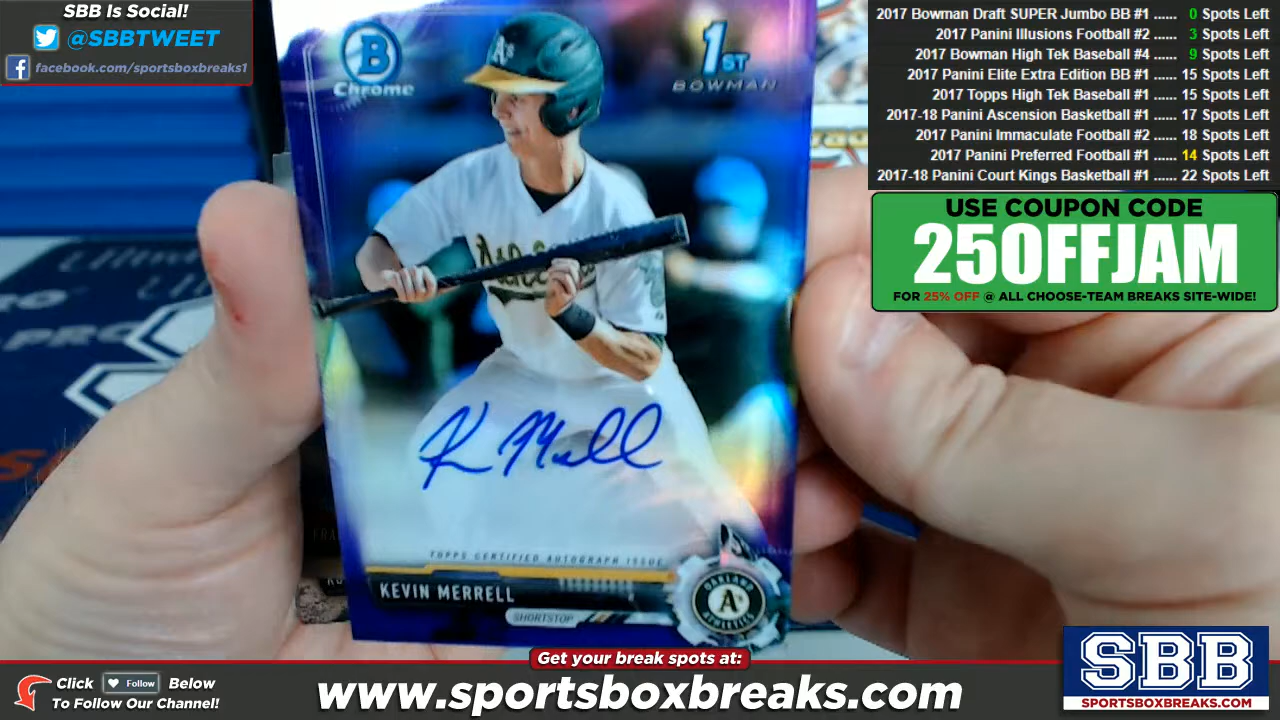 SBB Is Social!
@SBBTWEET
facebook.com/sportsboxbreaks1
2017 Bowman Draft SUPER Jumbo BB #1 ...... 0 Spots Left
2017 Panini Illusions Football #2 ...... 3 Spots Left
2017 Bowman High Tek Baseball #4 ...... 9 Spots Left
2017 Panini Elite Extra Edition BB #1 ...... 15 Spots Left
2017 Topps High Tek Baseball #1 ...... 15 Spots Left
2017-18 Panini Ascension Basketball #1 ...... 17 Spots Left
2017 Panini Immaculate Football #2 ...... 18 Spots Left
2017 Panini Preferred Football #1 ...... 14 Spots Left
2017-18 Panini Court Kings Basketball #1 ...... 22 Spots Left
USE COUPON CODE
25OFFJAM
FOR 25% OFF @ ALL CHOOSE-TEAM BREAKS SITE-WIDE!
B
Chrome
1ST
BOWMAN
A's
PRO
K Merrell
TOPPS CERTIFIED AUTOGRAPH ISSUE
KEVIN MERRELL
SHORTSTOP
OAKLAND
A's
ATHLETICS
Get your break spots at:
www.sportsboxbreaks.com
Click Follow Below
To Follow Our Channel!
SBB
SPORTSBOXBREAKS.COM